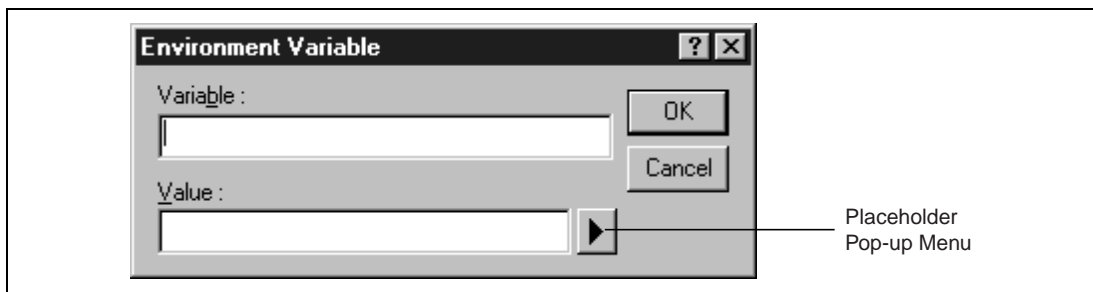 Environment Variable
Variable :
OK
Cancel
Value :
Placeholder
Pop-up Menu